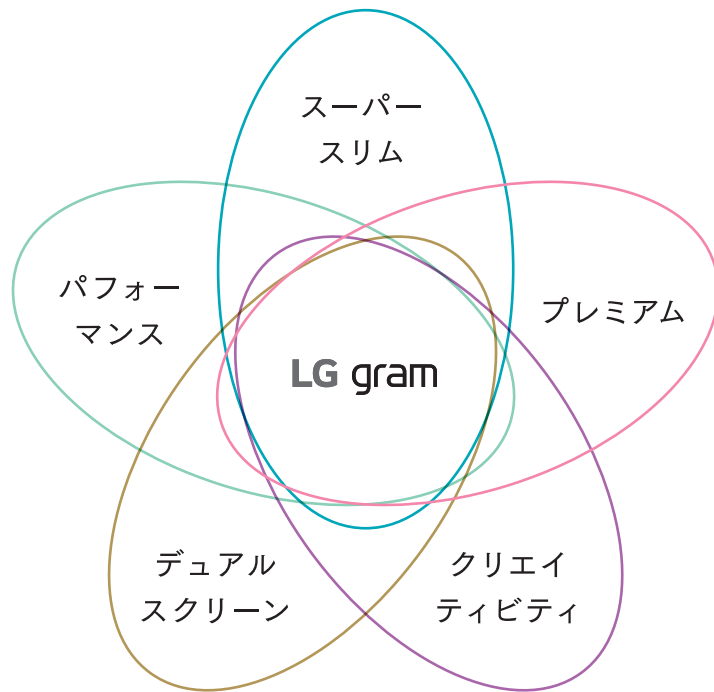 スーパー
スリム
パフォー
マンス
プレミアム
LG gram
デュアル
スクリーン
クリエイ
ティビティ